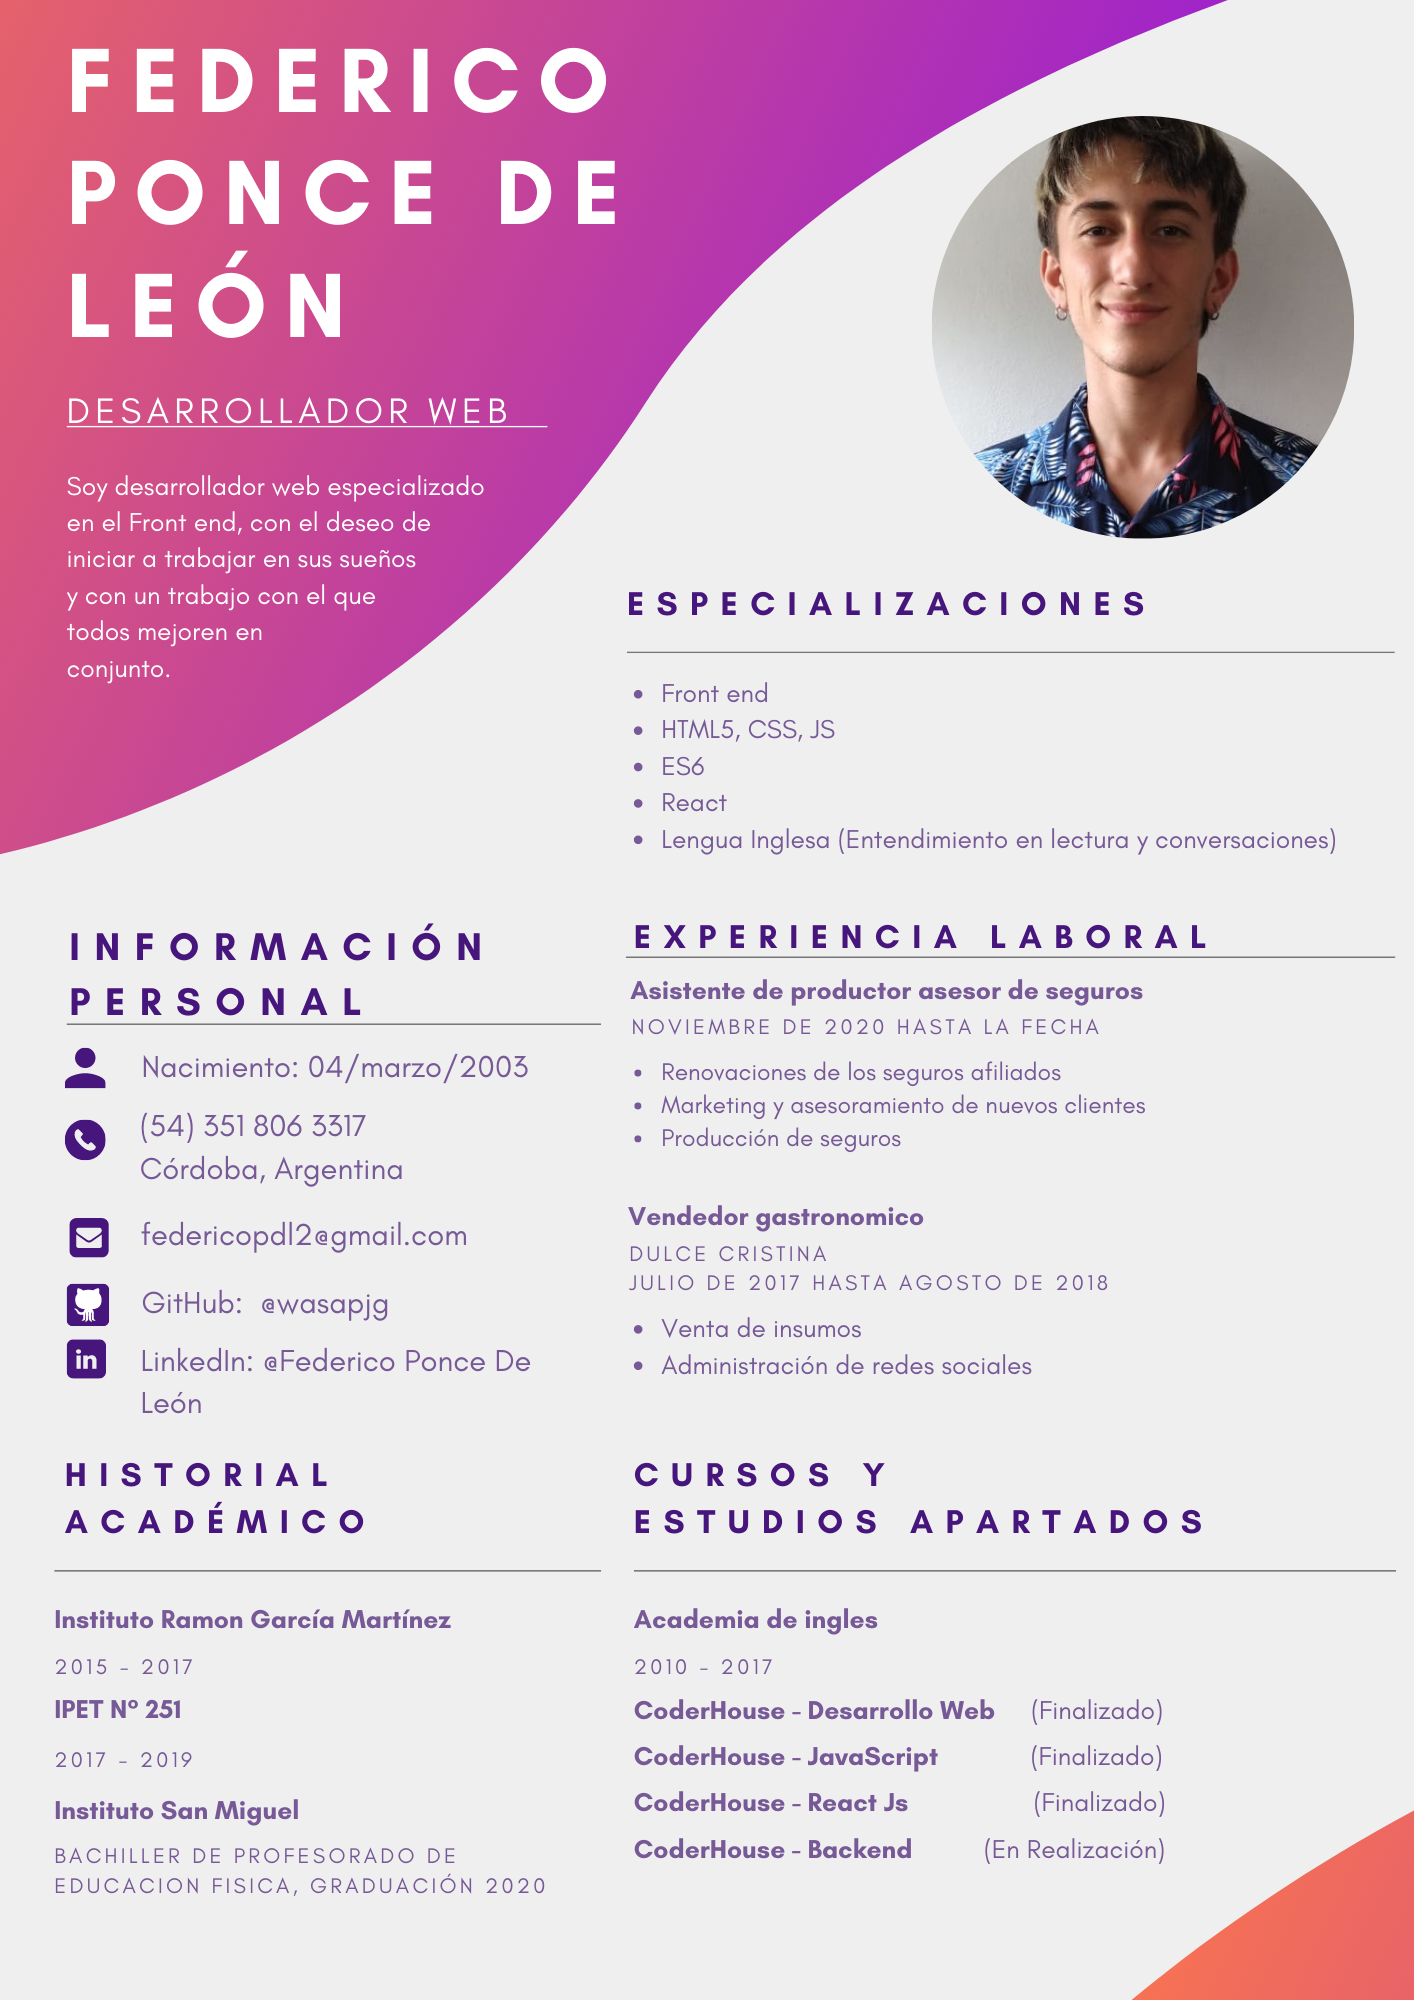 FEDERICO
PONCE DE
LEÓN
DESARROLLADOR WEB
Soy desarrollador web especializado
en el Front end, con el deseo de
iniciar a trabajar en sus sueños
y con un trabajo con el que
todos mejoren en
conjunto.
ESPECIALIZACIONES
• Front end
• HTML5, CSS, JS
• ES6
• React
• Lengua Inglesa (Entendimiento en lectura y conversaciones)
INFORMACIÓN
PERSONAL
Nacimiento: 04/marzo/2003
(54) 351 806 3317
Córdoba, Argentina
federicopdl2@gmail.com
GitHub: @wasapjg
in
LinkedIn: @Federico Ponce De
León
EXPERIENCIA LABORAL
Asistente de productor asesor de seguros
NOVIEMBRE DE 2020 HASTA LA FECHA
• Renovaciones de los seguros afiliados
• Marketing y asesoramiento de nuevos clientes
• Producción de seguros
Vendedor gastronomico
DULCE CRISTINA
JULIO DE 2017 HASTA AGOSTO DE 2018
• Venta de insumos
• Administración de redes sociales
HISTORIAL
ACADÉMICO
Instituto Ramon García Martínez
2015 - 2017
IPET Nº 251
2017 - 2019
Instituto San Miguel
BACHILLER DE PROFESORADO DE
EDUCACION FISICA, GRADUACIÓN 2020
CURSOS Y
ESTUDIOS APARTADOS
Academia de ingles
2010 - 2017
CoderHouse - Desarrollo Web (Finalizado)
CoderHouse - JavaScript (Finalizado)
CoderHouse - React Js (Finalizado)
CoderHouse - Backend (En Realización)